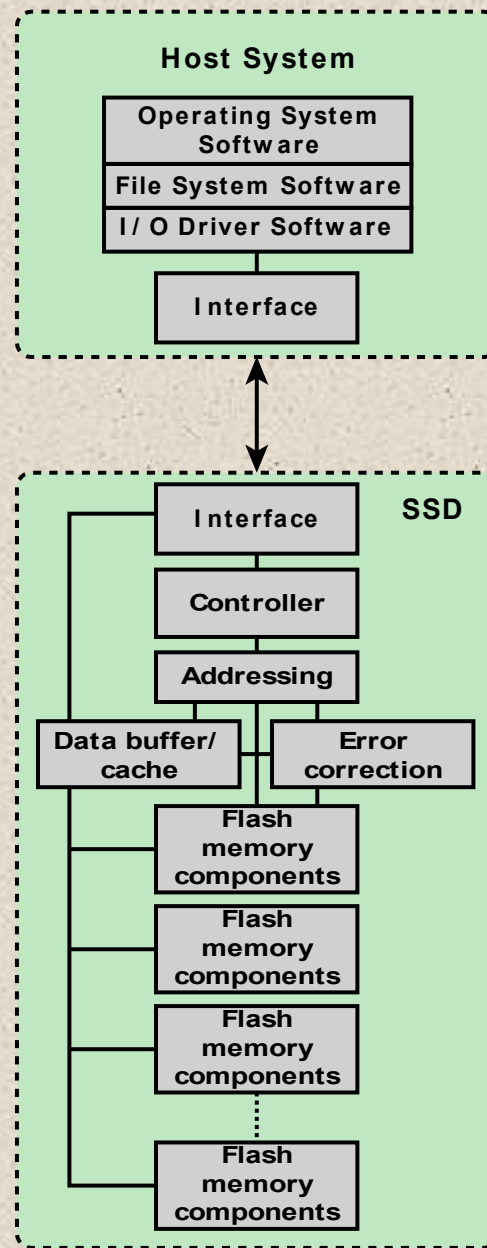 Host System
Operating System
Software
File System Software
I/O Driver Software
Interface
Interface
SSD
Controller
Addressing
Data buffer/
cache
Error
correction
Flash
memory
components
Flash
memory
components
Flash
memory
components
Flash
memory
components